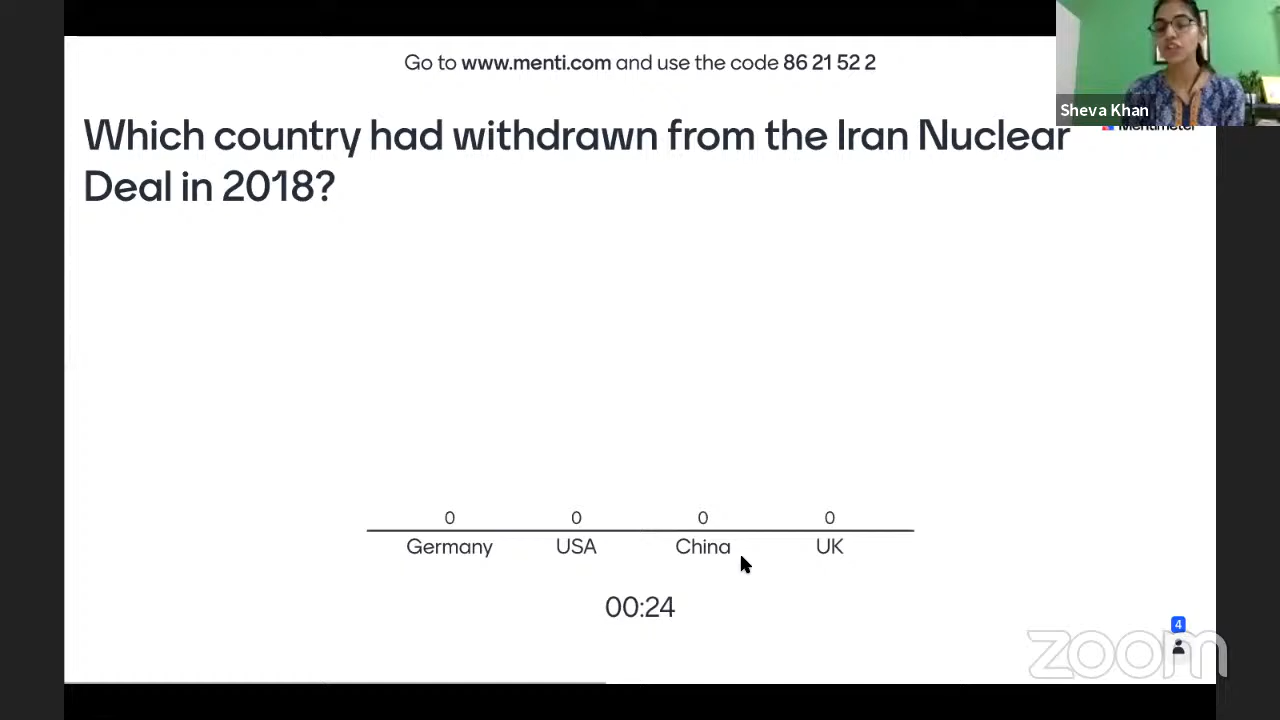 Go to www.menti.com and use the code 86 21 52 2
Sheva Khan
Mentimeter
Which country had withdrawn from the Iran Nuclear
Deal in 2018?
0 0 0 0
Germany USA China UK
00:24
4
zoom